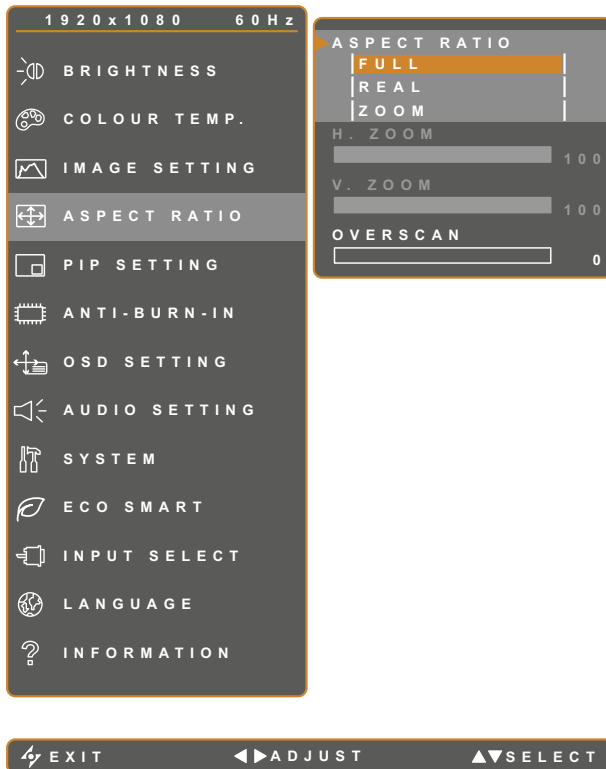 1920x1080 60Hz
BRIGHTNESS
COLOUR TEMP.
IMAGE SETTING
ASPECT RATIO
PIP SETTING
ANTI-BURN-IN
OSD SETTING
AUDIO SETTING
SYSTEM
ECO SMART
INPUT SELECT
LANGUAGE
INFORMATION
ASPECT RATIO
FULL
REAL
ZOOM
H. ZOOM
100
V. ZOOM
100
OVERSCAN
0
EXIT ◀▶ADJUST ▲▼SELECT